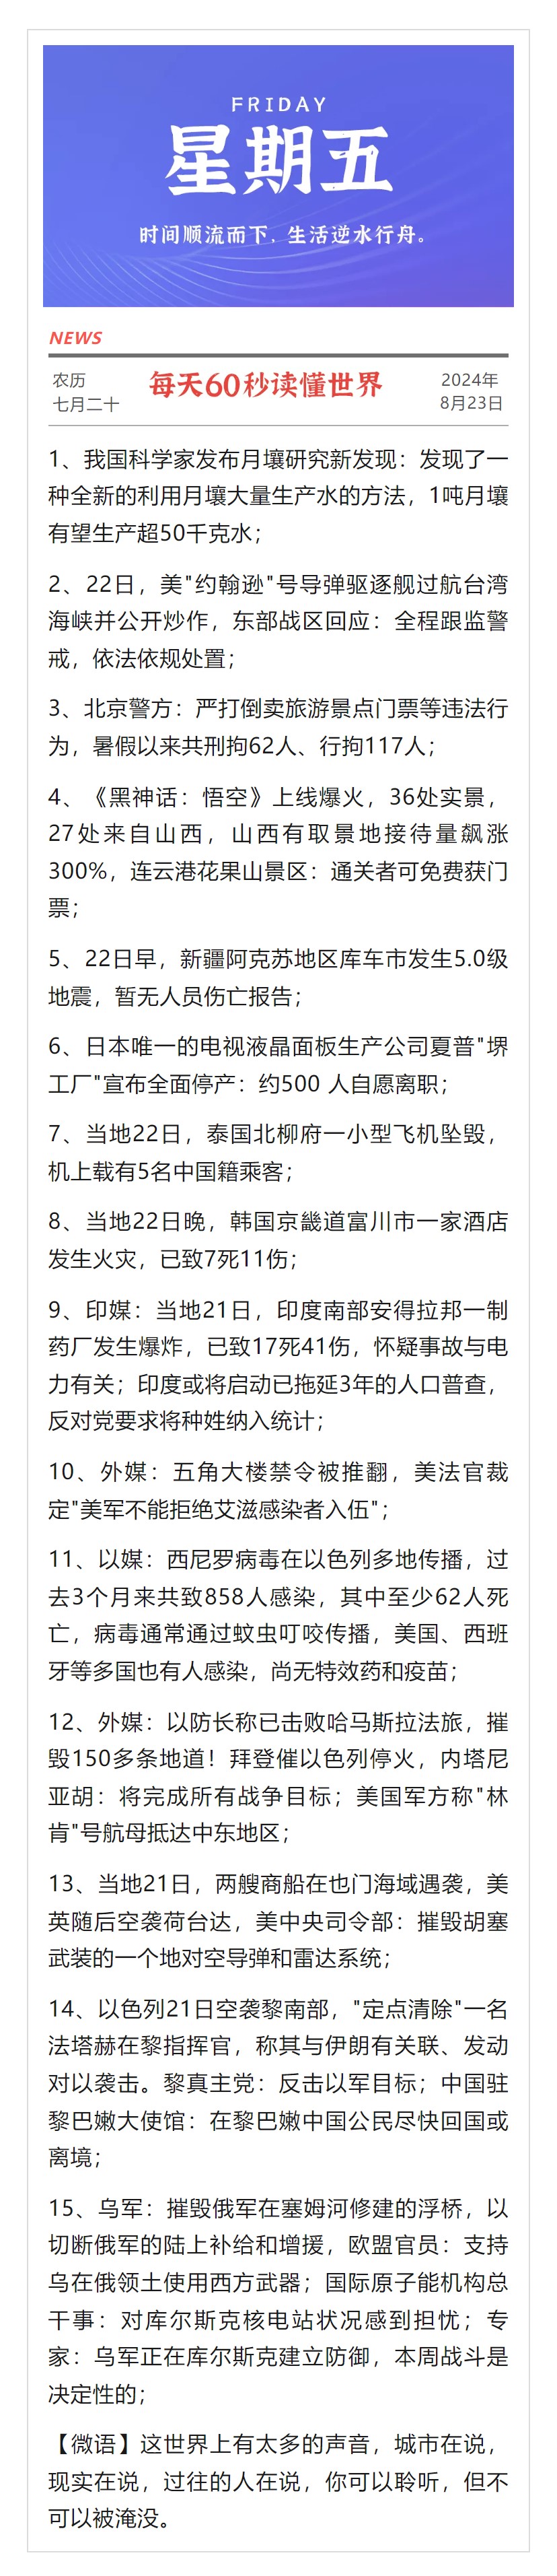 FRIDAY
星期五
时间顺流而下，生活逆水行舟。
NEWS
农历
七月二十
每天60秒读懂世界
2024年
8月23日
1、我国科学家发布月壤研究新发现：发现了一
种全新的利用月壤大量生产水的方法，1吨月壤
有望生产超50千克水；
2、22日，美"约翰逊"号导弹驱逐舰过航台湾
海峡并公开炒作，东部战区回应：全程跟监警
戒，依法依规处置；
3、北京警方：严打倒卖旅游景点门票等违法行
为，暑假以来共刑拘62人、行拘117人；
4、《黑神话：悟空》上线爆火，36处实景，
27处来自山西，山西有取景地接待量飙涨
300%，连云港花果山景区：通关者可免费获门
票；
5、22日早，新疆阿克苏地区库车市发生5.0级
地震，暂无人员伤亡报告；
6、日本唯一的电视液晶面板生产公司夏普"堺
工厂"宣布全面停产：约500 人自愿离职；
7、当地22日，泰国北柳府一小型飞机坠毁，
机上载有5名中国籍乘客；
8、当地22日晚，韩国京畿道富川市一家酒店
发生火灾，已致7死11伤；
9、印媒：当地21日，印度南部安得拉邦一制
药厂发生爆炸，已致17死41伤，怀疑事故与电
力有关；印度或将启动已拖延3年的人口普查，
反对党要求将种姓纳入统计；
10、外媒：五角大楼禁令被推翻，美法官裁
定"美军不能拒绝艾滋感染者入伍"；
11、以媒：西尼罗病毒在以色列多地传播，过
去3个月来共致858人感染，其中至少62人死
亡，病毒通常通过蚊虫叮咬传播，美国、西班
牙等多国也有人感染，尚无特效药和疫苗；
12、外媒：以防长称已击败哈马斯拉法旅，摧
毁150多条地道！拜登催以色列停火，内塔尼
亚胡：将完成所有战争目标；美国军方称"林
肯"号航母抵达中东地区；
13、当地21日，两艘商船在也门海域遇袭，美
英随后空袭荷台达，美中央司令部：摧毁胡塞
武装的一个地对空导弹和雷达系统；
14、以色列21日空袭黎南部，"定点清除"一名
法塔赫在黎指挥官，称其与伊朗有关联、发动
对以袭击。黎真主党：反击以军目标；中国驻
黎巴嫩大使馆：在黎巴嫩中国公民尽快回国或
离境；
15、乌军：摧毁俄军在塞姆河修建的浮桥，以
切断俄军的陆上补给和增援，欧盟官员：支持
乌在俄领土使用西方武器；国际原子能机构总
干事：对库尔斯克核电站状况感到担忧；专
家：乌军正在库尔斯克建立防御，本周战斗是
决定性的；
【微语】这世界上有太多的声音，城市在说，
现实在说，过往的人在说，你可以聆听，但不
可以被淹没。